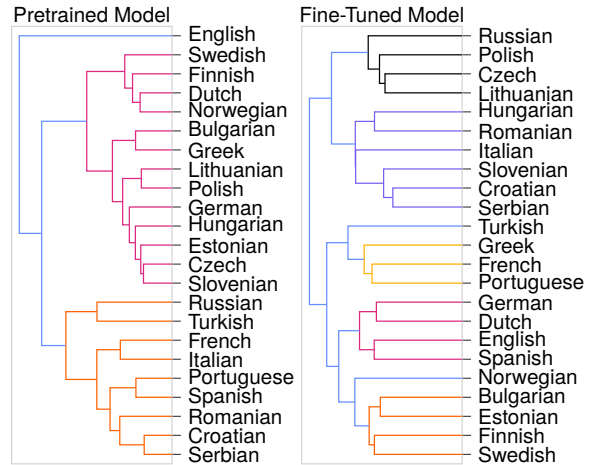 Pretrained Model
English
Swedish
Finnish
Dutch
Norwegian
Bulgarian
Greek
Lithuanian
Polish
German
Hungarian
Estonian
Czech
Slovenian
Russian
Turkish
French
Italian
Portuguese
Spanish
Romanian
Croatian
Serbian
Fine-Tuned Model
Russian
Polish
Czech
Lithuanian
Hungarian
Romanian
Italian
Slovenian
Croatian
Serbian
Turkish
Greek
French
Portuguese
German
Dutch
English
Spanish
Norwegian
Bulgarian
Estonian
Finnish
Swedish